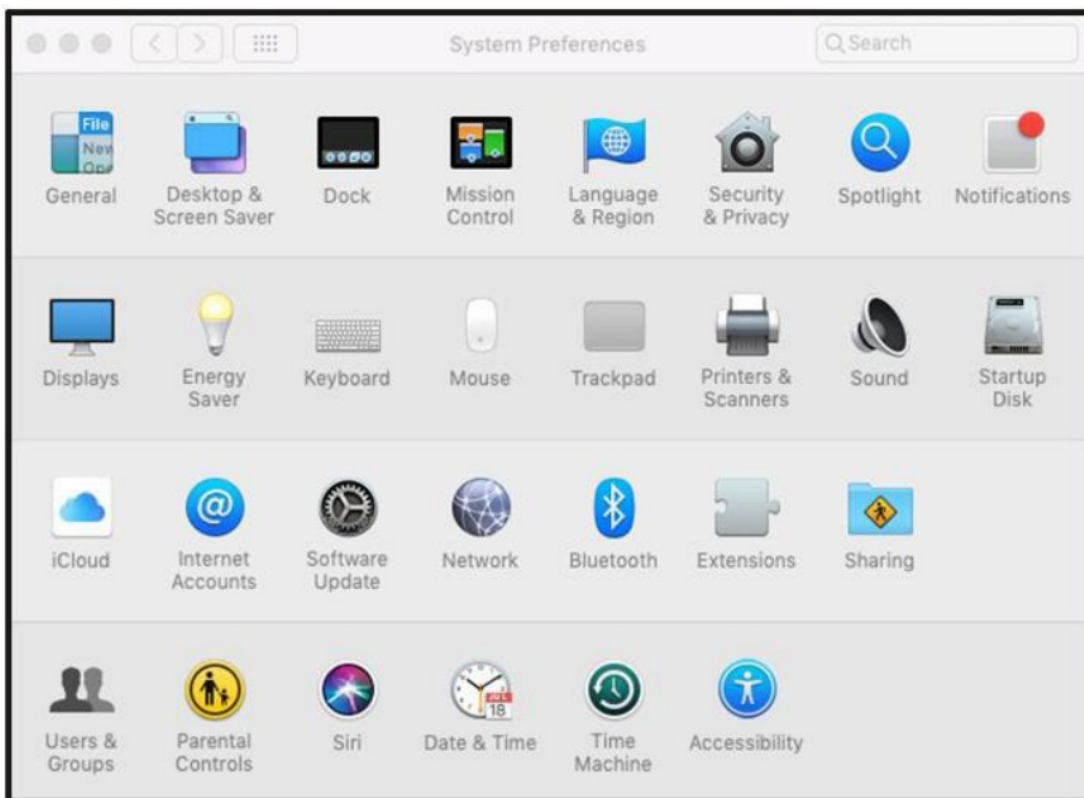 System Preferences
Search
File
New
Ope
General
Desktop &
Screen Saver
Dock
Mission
Control
Language
& Region
Security
& Privacy
Spotlight
Notifications
Displays
Energy
Saver
Keyboard
Mouse
Trackpad
Printers &
Scanners
Sound
Startup
Disk
iCloud
@
Internet
Accounts
Software
Update
Network
Bluetooth
Extensions
Sharing
Users &
Groups
Parental
Controls
Siri
JUL
18
Date & Time
Time
Machine
Accessibility